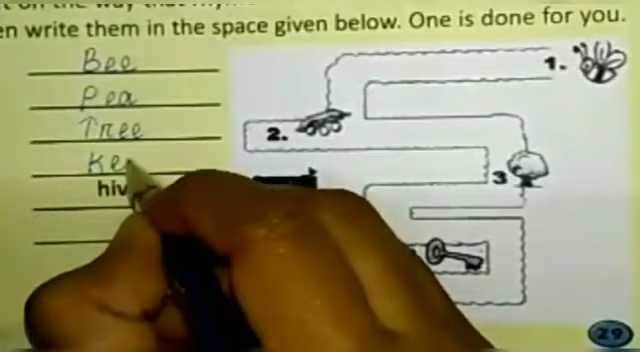 en write them in the space given below. One is done for you.
Bee
Pea
Tree
Ke
hiv
1.
2.
3
29